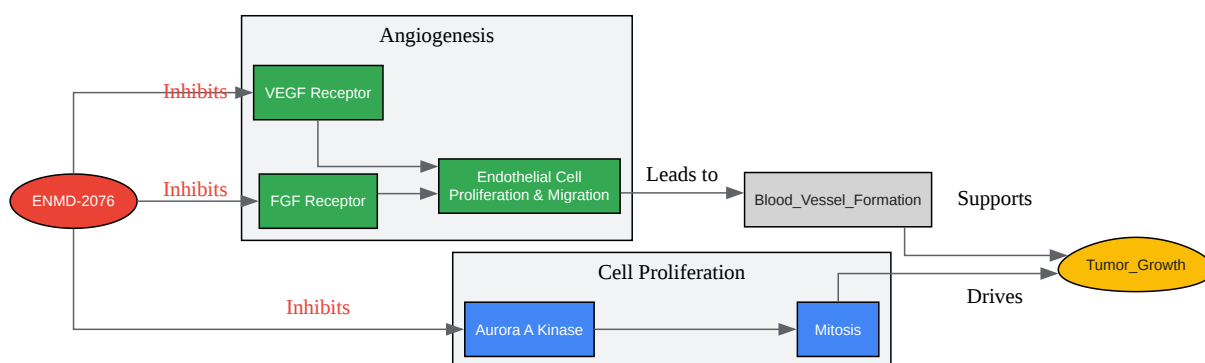 Angiogenesis
Inhibits
VEGF Receptor
Endothelial Cell
Proliferation & Migration
Leads to
ENMD-2076
Inhibits
FGF Receptor
Blood_Vessel_Formation
Supports
Cell Proliferation
Tumor_Growth
Inhibits
Aurora A Kinase
Mitosis
Drives